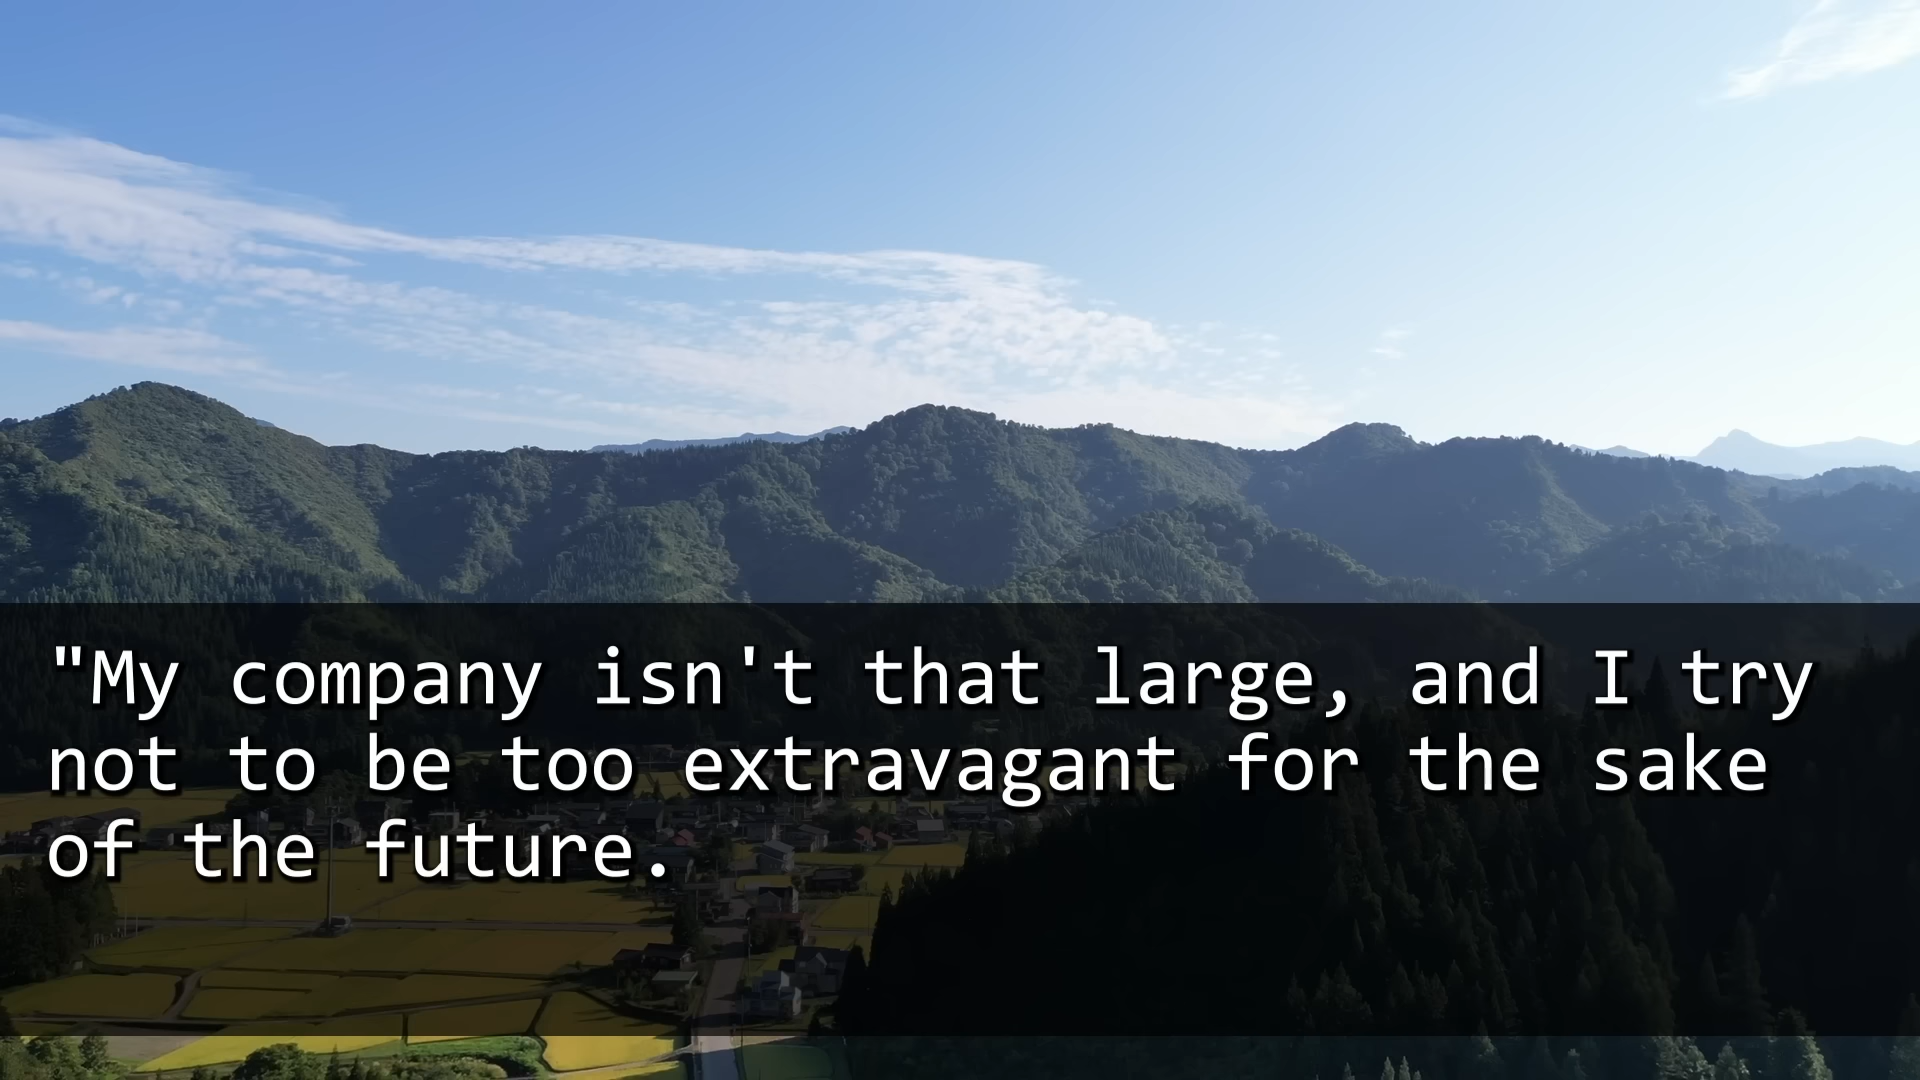 "My company isn't that large, and I try
not to be too extravagant for the sake
of the future.